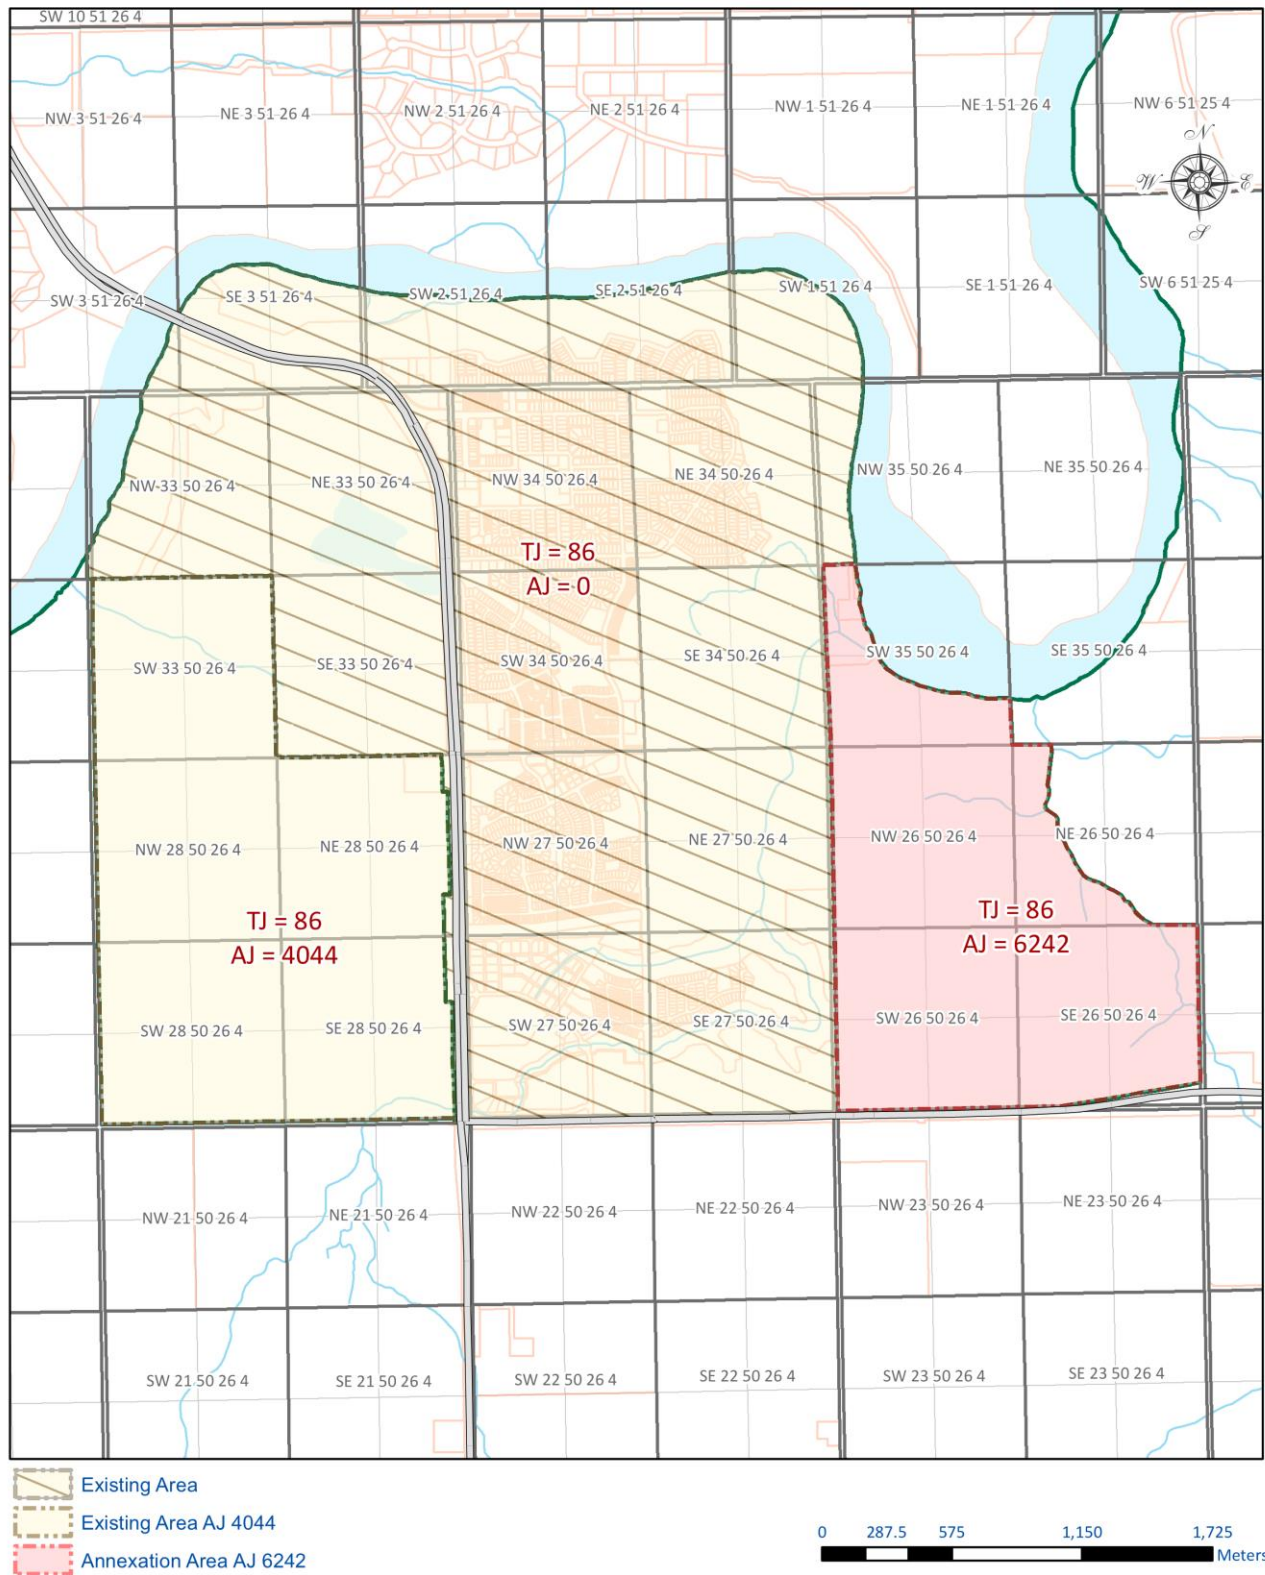 SW 10 51 26 4
NW 3 51 26 4
NE 3 51 26 4
NW 2 51 26 4
NE 2 51 26 4
NW 1 51 26 4
NE 1 51 26 4
NW 6 51 25 4
N
W E
S
SW 3 51 26 4
SE 3 51 26 4
SW 2 51 26 4
SE 2 51 26 4
SW 1 51 26 4
SE 1 51 26 4
SW 6 51 25 4
NW 33 50 26 4
NE 33 50 26 4
NW 34 50 26 4
NE 34 50 26 4
NW 35 50 26 4
NE 35 50 26 4
TJ = 86
AJ = 0
SW 33 50 26 4
SE 33 50 26 4
SW 34 50 26 4
SE 34 50 26 4
SW 35 50 26 4
SE 35 50 26 4
NW 28 50 26 4
NE 28 50 26 4
NW 27 50 26 4
NE 27 50 26 4
NW 26 50 26 4
NE 26 50 26 4
TJ = 86
AJ = 4044
TJ = 86
AJ = 6242
SW 28 50 26 4
SE 28 50 26 4
SW 27 50 26 4
SE 27 50 26 4
SW 26 50 26 4
SE 26 50 26 4
NW 21 50 26 4
NE 21 50 26 4
NW 22 50 26 4
NE 22 50 26 4
NW 23 50 26 4
NE 23 50 26 4
SW 21 50 26 4
SE 21 50 26 4
SW 22 50 26 4
SE 22 50 26 4
SW 23 50 26 4
SE 23 50 26 4
Existing Area
Existing Area AJ 4044
Annexation Area AJ 6242
0 287.5 575 1,150 1,725
Meters